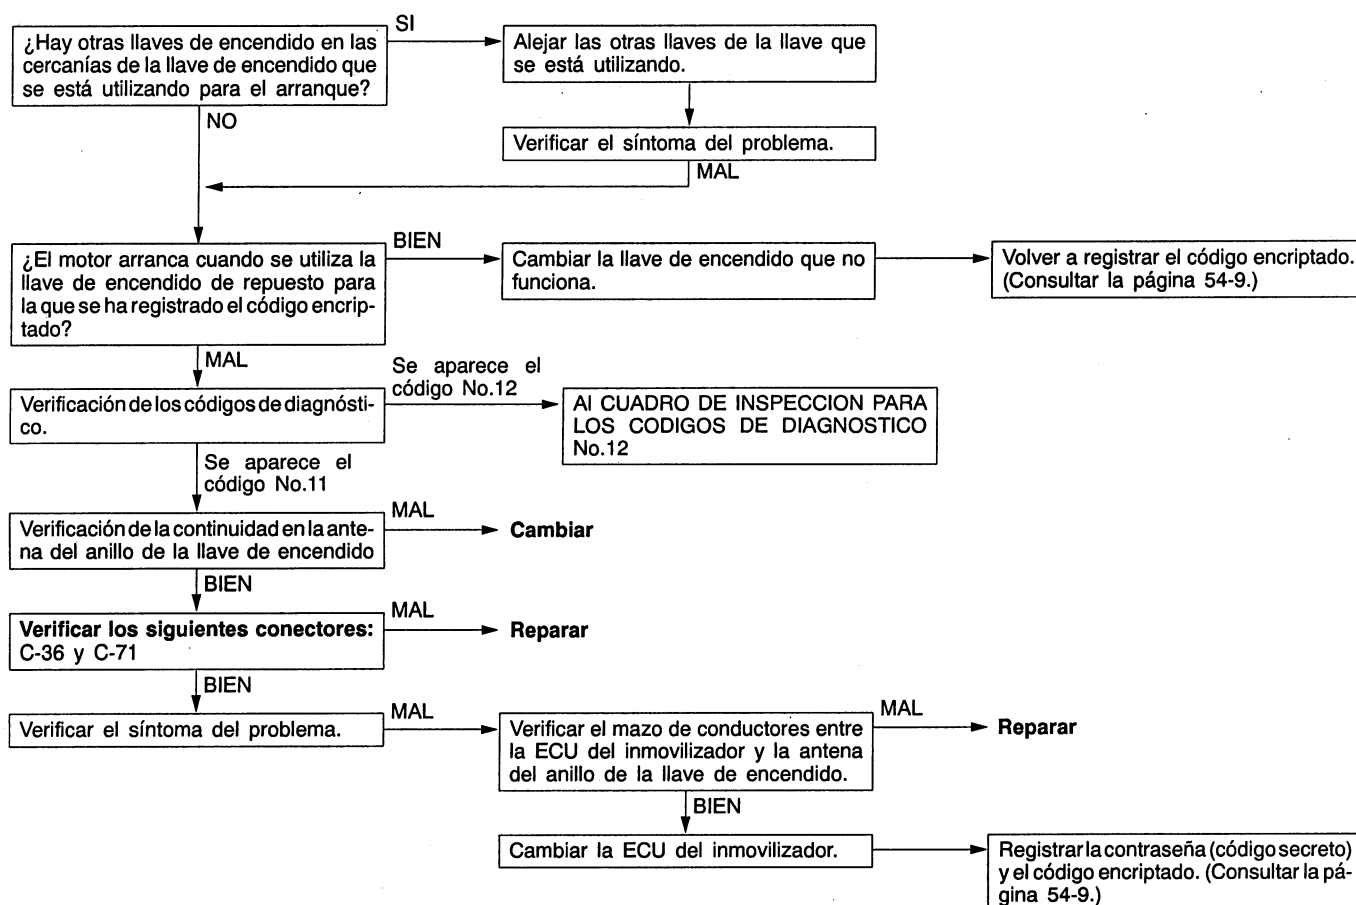 SI
¿Hay otras llaves de encendido en las
cercanías de la llave de encendido que
se está utilizando para el arranque?
Alejar las otras llaves de la llave que
se está utilizando.
NO
Verificar el síntoma del problema.
MAL
¿El motor arranca cuando se utiliza la
llave de encendido de repuesto para
la que se ha registrado el código encrip-
tado?
BIEN
Cambiar la llave de encendido que no
funciona.
Volver a registrar el código encriptado.
(Consultar la página 54-9.)
MAL
Verificación de los códigos de diagnósti-
co.
Se aparece el
código No.12
Al CUADRO DE INSPECCION PARA
LOS CODIGOS DE DIAGNOSTICO
No.12
Se aparece el
código No.11
Verificación de la continuidad en la ante-
na del anillo de la llave de encendido
MAL
Cambiar
BIEN
Verificar los siguientes conectores:
C-36 y C-71
MAL
Reparar
BIEN
Verificar el síntoma del problema.
MAL
Verificar el mazo de conductores entre
la ECU del inmovilizador y la antena
del anillo de la llave de encendido.
MAL
Reparar
BIEN
Cambiar la ECU del inmovilizador.
Registrar la contraseña (código secreto)
y el código encriptado. (Consultar la pá-
gina 54-9.)